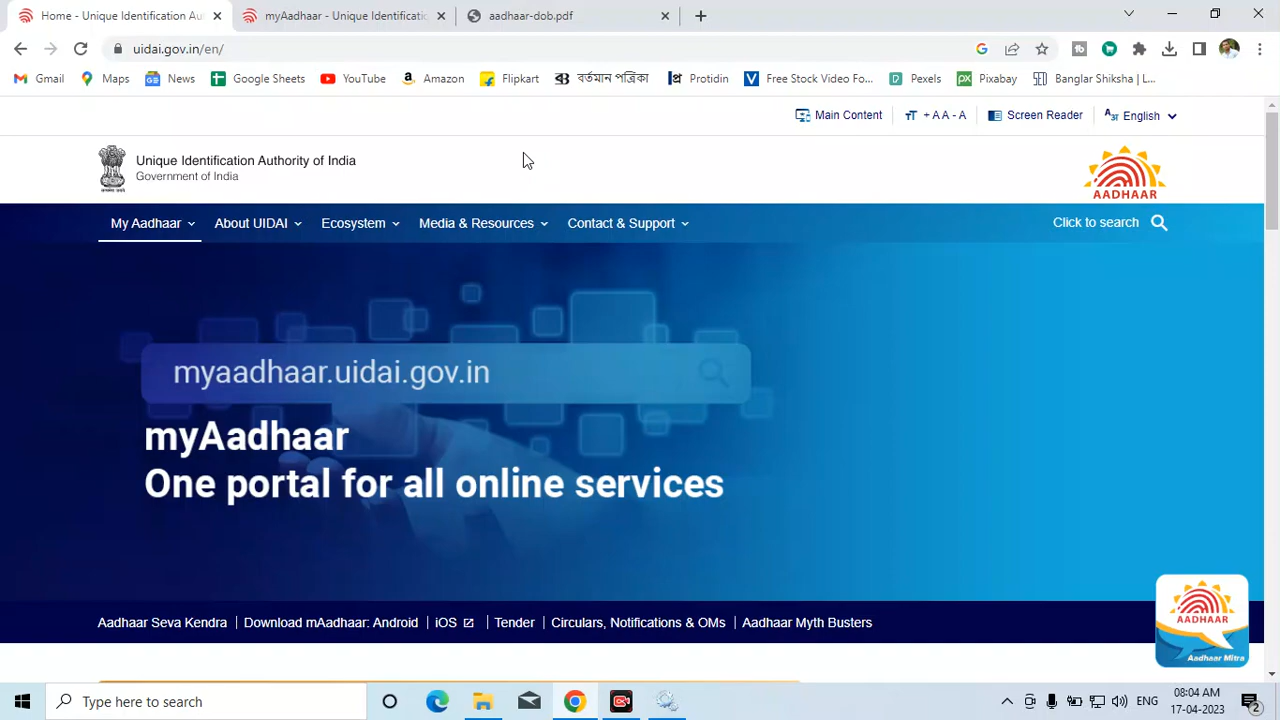 Home - Unique Identification Autho
myAadhaar - Unique Identificatio
aadhaar-dob.pdf
uidai.gov.in/en/
Gmail
Maps
News
Google Sheets
YouTube
Amazon
Flipkart
বর্তমান পত্রিকা
Protidin
Free Stock Video Fo...
Pexels
Pixabay
Banglar Shiksha | L...
Main Content
+ A A - A
Screen Reader
English
Unique Identification Authority of India
Government of India
AADHAAR
My Aadhaar
About UIDAI
Ecosystem
Media & Resources
Contact & Support
Click to search
myaadhaar.uidai.gov.in
myAadhaar
One portal for all online services
Aadhaar Seva Kendra
Download mAadhaar: Android
iOS
Tender
Circulars, Notifications & OMs
Aadhaar Myth Busters
AADHAAR
Aadhaar Mitra
Type here to search
ENG
08:04 AM
17-04-2023
2